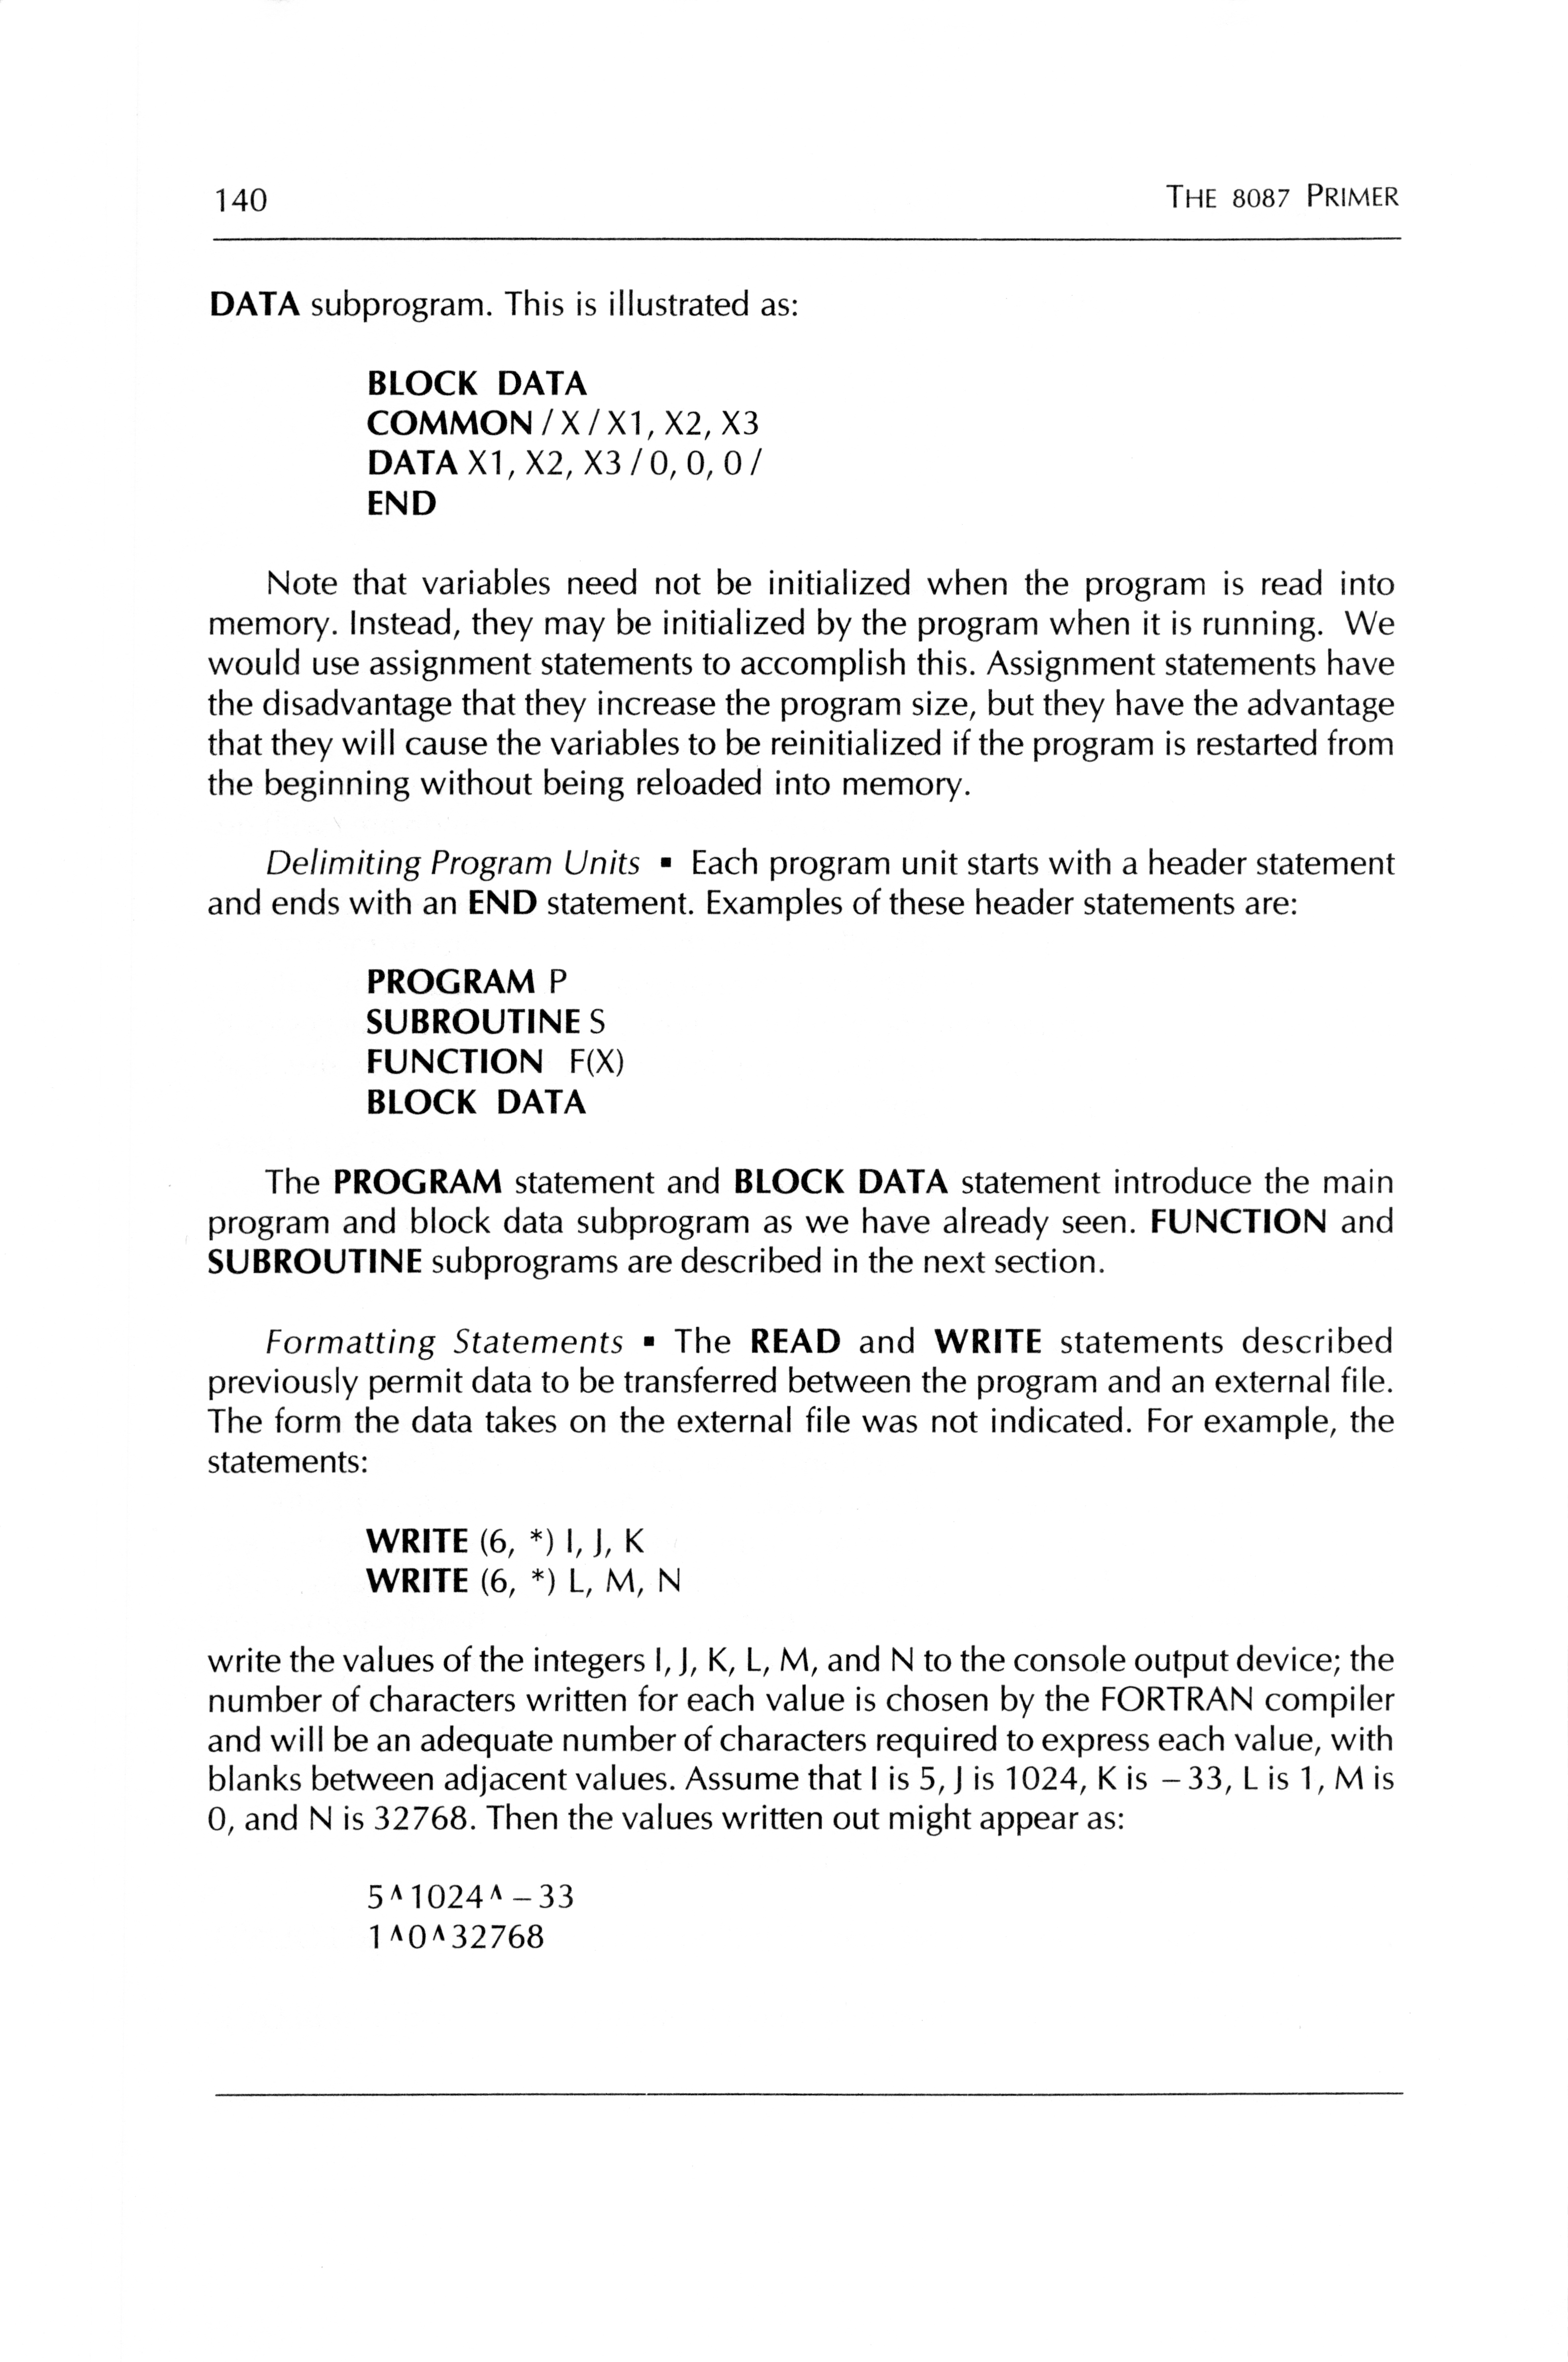 140 THE 8087 PRIMER
DATA subprogram. This is illustrated as:
BLOCK DATA
COMMON / X / X1, X2, X3
DATA X1, X2, X3 / 0, 0, 0 /
END
Note that variables need not be initialized when the program is read into
memory. Instead, they may be initialized by the program when it is running. We
would use assignment statements to accomplish this. Assignment statements have
the disadvantage that they increase the program size, but they have the advantage
that they will cause the variables to be reinitialized if the program is restarted from
the beginning without being reloaded into memory.
Delimiting Program Units ▪ Each program unit starts with a header statement
and ends with an END statement. Examples of these header statements are:
PROGRAM P
SUBROUTINE S
FUNCTION F(X)
BLOCK DATA
The PROGRAM statement and BLOCK DATA statement introduce the main
program and block data subprogram as we have already seen. FUNCTION and
SUBROUTINE subprograms are described in the next section.
Formatting Statements ▪ The READ and WRITE statements described
previously permit data to be transferred between the program and an external file.
The form the data takes on the external file was not indicated. For example, the
statements:
WRITE (6, *) I, J, K
WRITE (6, *) L, M, N
write the values of the integers I, J, K, L, M, and N to the console output device; the
number of characters written for each value is chosen by the FORTRAN compiler
and will be an adequate number of characters required to express each value, with
blanks between adjacent values. Assume that I is 5, J is 1024, K is – 33, L is 1, M is
0, and N is 32768. Then the values written out might appear as:
5^1024^ – 33
1^0^32768